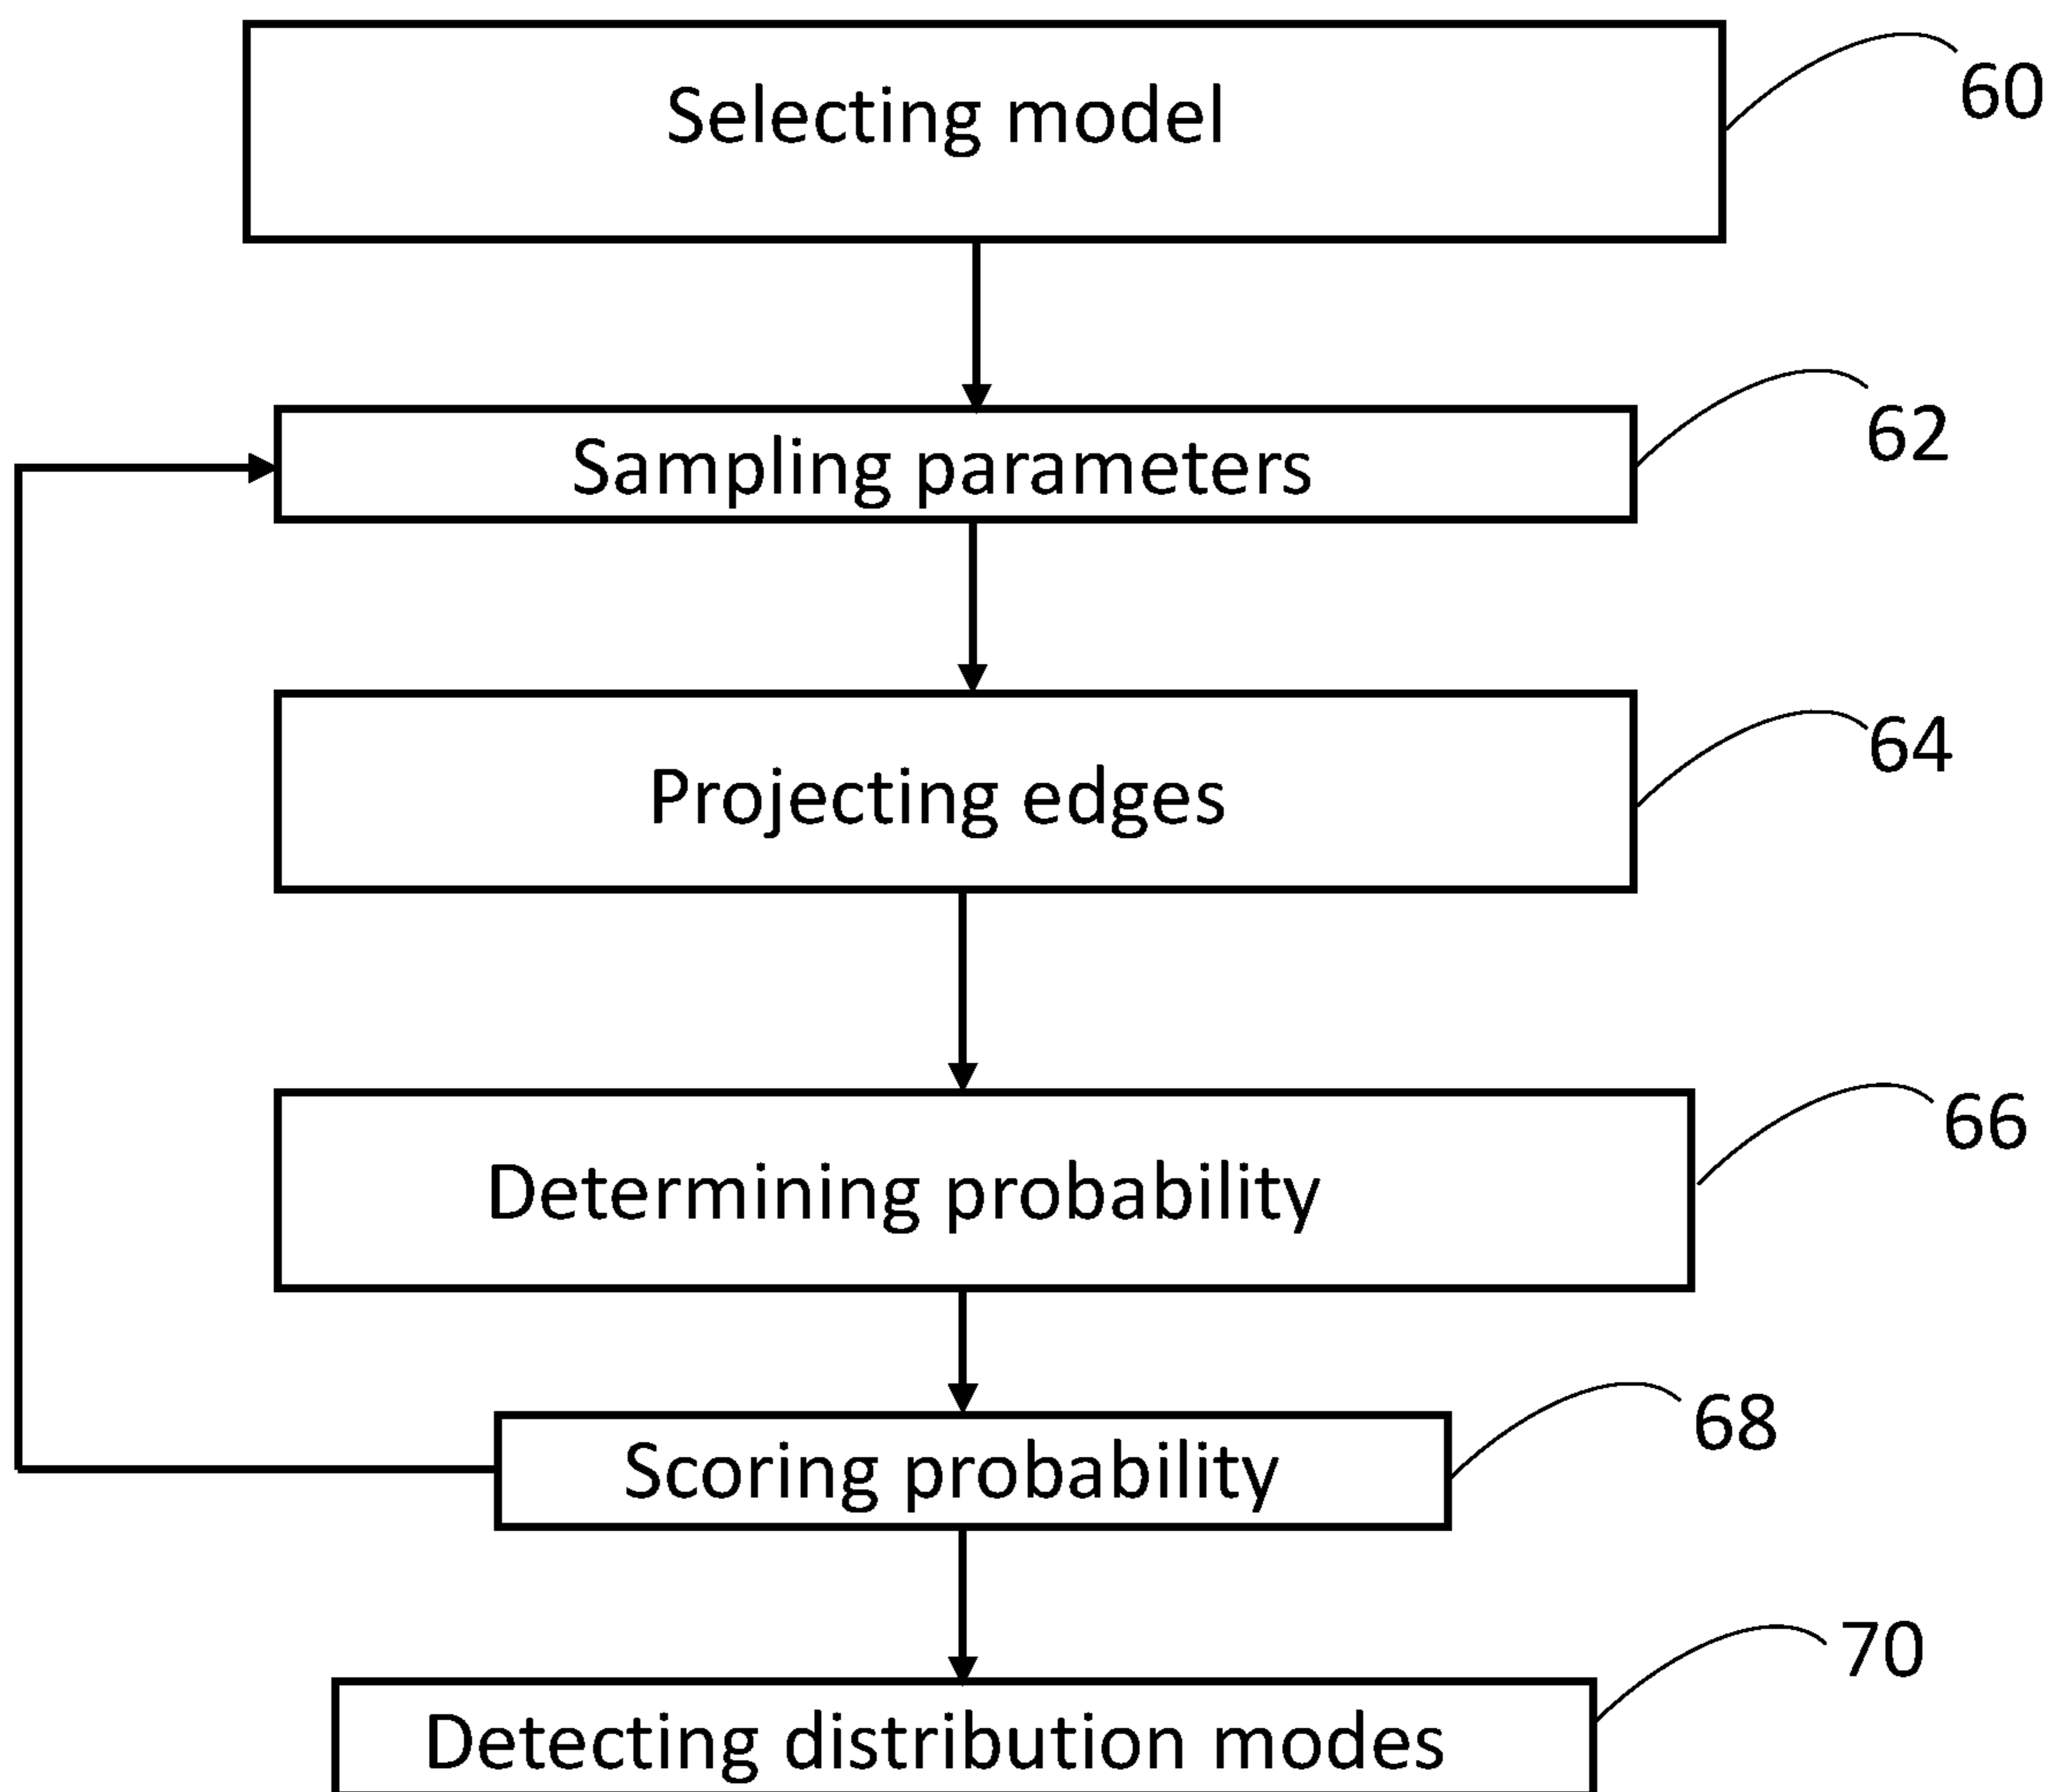 Selecting model
60
Sampling parameters
62
Projecting edges
64
Determining probability
66
Scoring probability
68
Detecting distribution modes
70